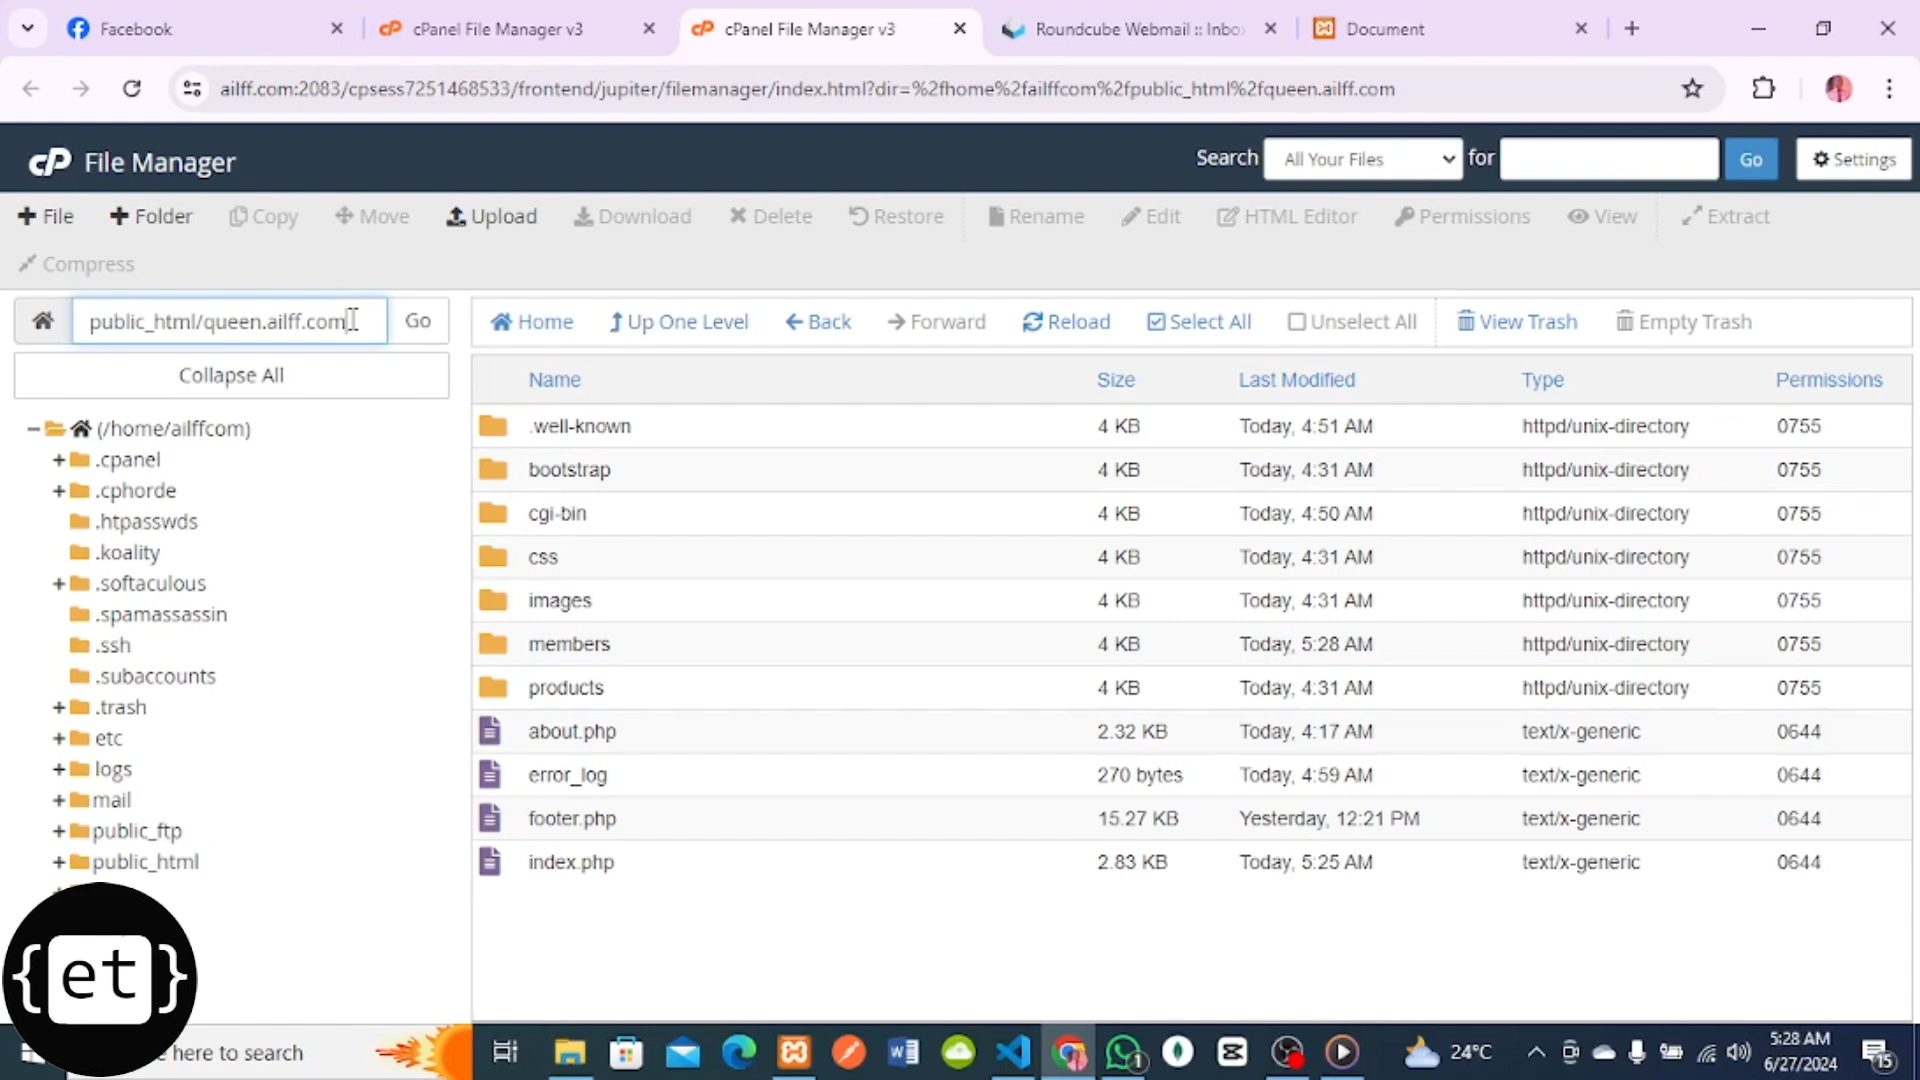 Facebook
cPanel File Manager v3
cPanel File Manager v3
Roundcube Webmail :: Inbo
Document
ailff.com:2083/cpsess7251468533/frontend/jupiter/filemanager/index.html?dir=%2fhome%2failffcom%2fpublic_html%2fqueen.ailff.com
cP File Manager
Search All Your Files for Go Settings
File Folder Copy Move Upload Download Delete Restore Rename Edit HTML Editor Permissions View Extract
Compress
public_html/queen.ailff.com Go
Home Up One Level Back Forward Reload Select All Unselect All View Trash Empty Trash
Collapse All
(/home/ailffcom)
.cpanel
.cphorde
.htpasswds
.koality
.softaculous
.spamassassin
.ssh
.subaccounts
.trash
etc
logs
mail
public_ftp
public_html
Name Size Last Modified Type Permissions
.well-known 4 KB Today, 4:51 AM httpd/unix-directory 0755
bootstrap 4 KB Today, 4:31 AM httpd/unix-directory 0755
cgi-bin 4 KB Today, 4:50 AM httpd/unix-directory 0755
css 4 KB Today, 4:31 AM httpd/unix-directory 0755
images 4 KB Today, 4:31 AM httpd/unix-directory 0755
members 4 KB Today, 5:28 AM httpd/unix-directory 0755
products 4 KB Today, 4:31 AM httpd/unix-directory 0755
about.php 2.32 KB Today, 4:17 AM text/x-generic 0644
error_log 270 bytes Today, 4:59 AM text/x-generic 0644
footer.php 15.27 KB Yesterday, 12:21 PM text/x-generic 0644
index.php 2.83 KB Today, 5:25 AM text/x-generic 0644
{et}
here to search
1
24°C
5:28 AM
6/27/2024
15